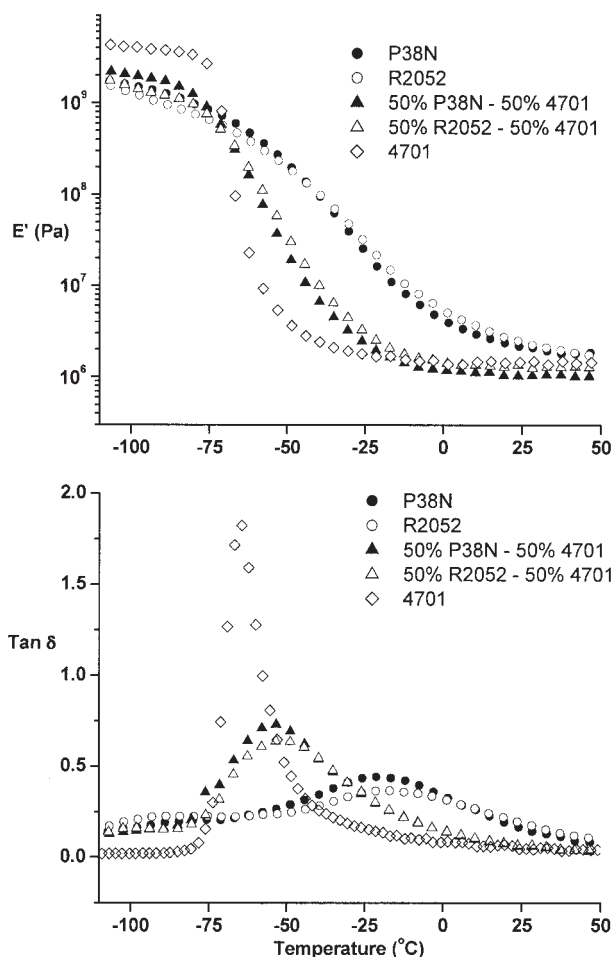 P38N
R2052
50% P38N - 50% 4701
50% R2052 - 50% 4701
4701
10⁹
10⁸
E' (Pa)
10⁷
10⁶
-100 -75 -50 -25 0 25 50
2.0
P38N
R2052
50% P38N - 50% 4701
50% R2052 - 50% 4701
4701
1.5
Tan δ
1.0
0.5
0.0
-100 -75 -50 -25 0 25 50
Temperature (°C)